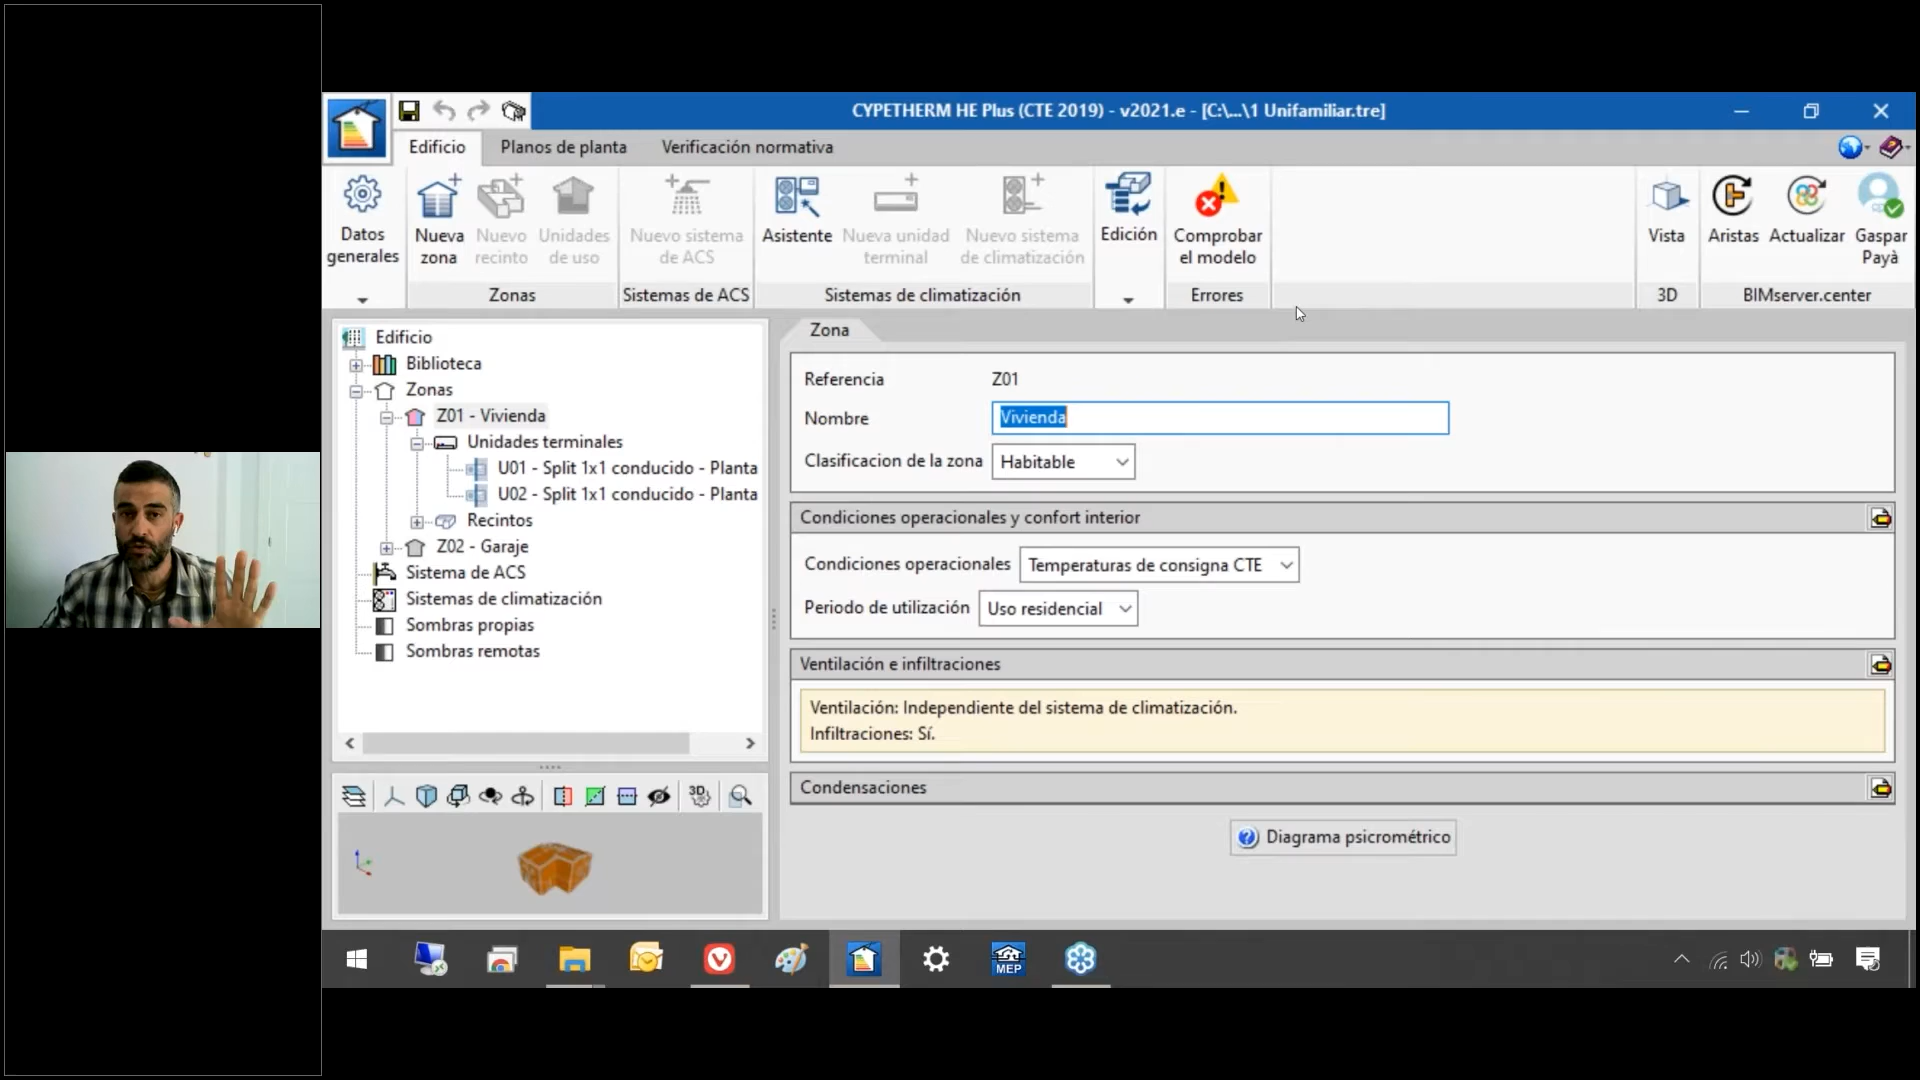 CYPETHERM HE Plus (CTE 2019) - v2021.e - [C:\...\1 Unifamiliar.tre]
Edificio
Planos de planta
Verificación normativa
Datos generales
Nueva zona
Nuevo recinto
Unidades de uso
Nuevo sistema de ACS
Asistente
Nueva unidad terminal
Nuevo sistema de climatización
Edición
Comprobar el modelo
Vista
Aristas
Actualizar
Gaspar Payà
Zonas
Sistemas de ACS
Sistemas de climatización
Errores
3D
BIMserver.center
Edificio
Biblioteca
Zonas
Z01 - Vivienda
Unidades terminales
U01 - Split 1x1 conducido - Planta
U02 - Split 1x1 conducido - Planta
Recintos
Z02 - Garaje
Sistema de ACS
Sistemas de climatización
Sombras propias
Sombras remotas
3D
Zona
Referencia Z01
Nombre Vivienda
Clasificacion de la zona Habitable
Condiciones operacionales y confort interior
Condiciones operacionales Temperaturas de consigna CTE
Periodo de utilización Uso residencial
Ventilación e infiltraciones
Ventilación: Independiente del sistema de climatización.
Infiltraciones: Sí.
Condensaciones
Diagrama psicrométrico
MEP